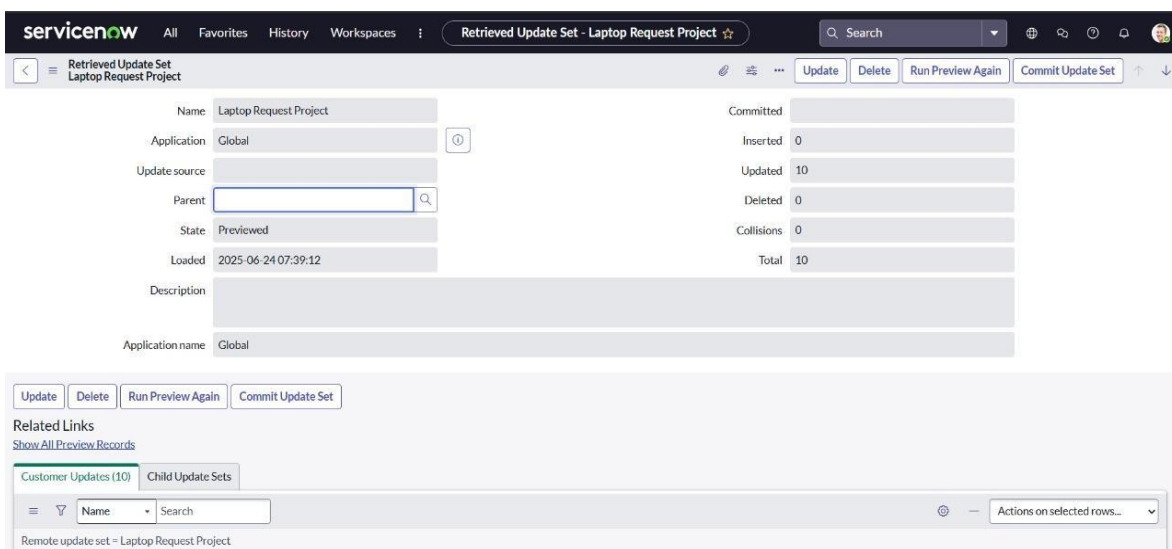 servicenow All Favorites History Workspaces Retrieved Update Set - Laptop Request Project Search
Retrieved Update Set
Laptop Request Project
Update Delete Run Preview Again Commit Update Set
Name Laptop Request Project Committed
Application Global Inserted 0
Update source Updated 10
Parent Deleted 0
State Previewed Collisions 0
Loaded 2025-06-24 07:39:12 Total 10
Description
Application name Global
Update Delete Run Preview Again Commit Update Set
Related Links
Show All Preview Records
Customer Updates (10) Child Update Sets
Name Search Actions on selected rows...
Remote update set = Laptop Request Project